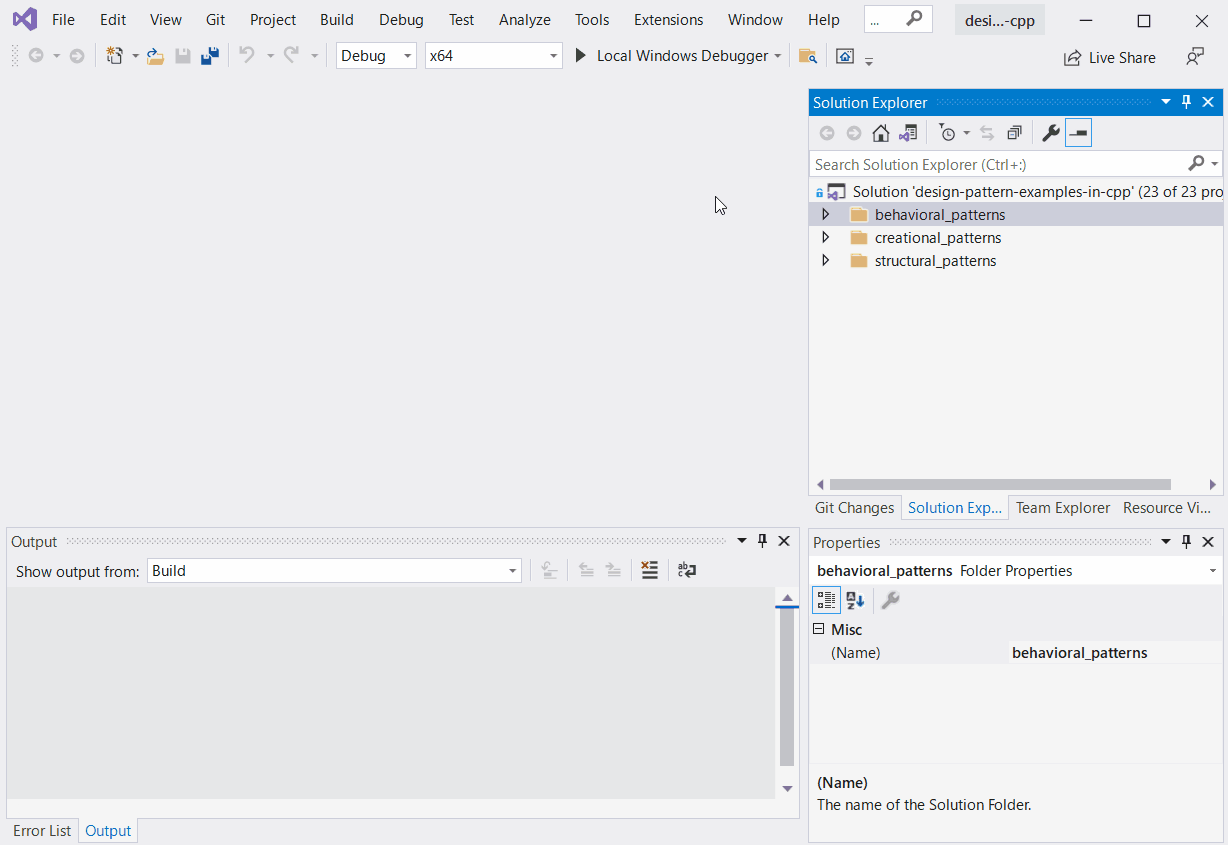 File Edit View Git Project Build Debug Test Analyze Tools Extensions Window Help ... desi...-cpp
Debug x64 Local Windows Debugger Live Share
Solution Explorer
Search Solution Explorer (Ctrl+:)
Solution 'design-pattern-examples-in-cpp' (23 of 23 pro
behavioral_patterns
creational_patterns
structural_patterns
Git Changes Solution Exp... Team Explorer Resource Vi...
Output
Show output from: Build
Error List Output
Properties
behavioral_patterns Folder Properties
Misc
(Name) behavioral_patterns
(Name)
The name of the Solution Folder.